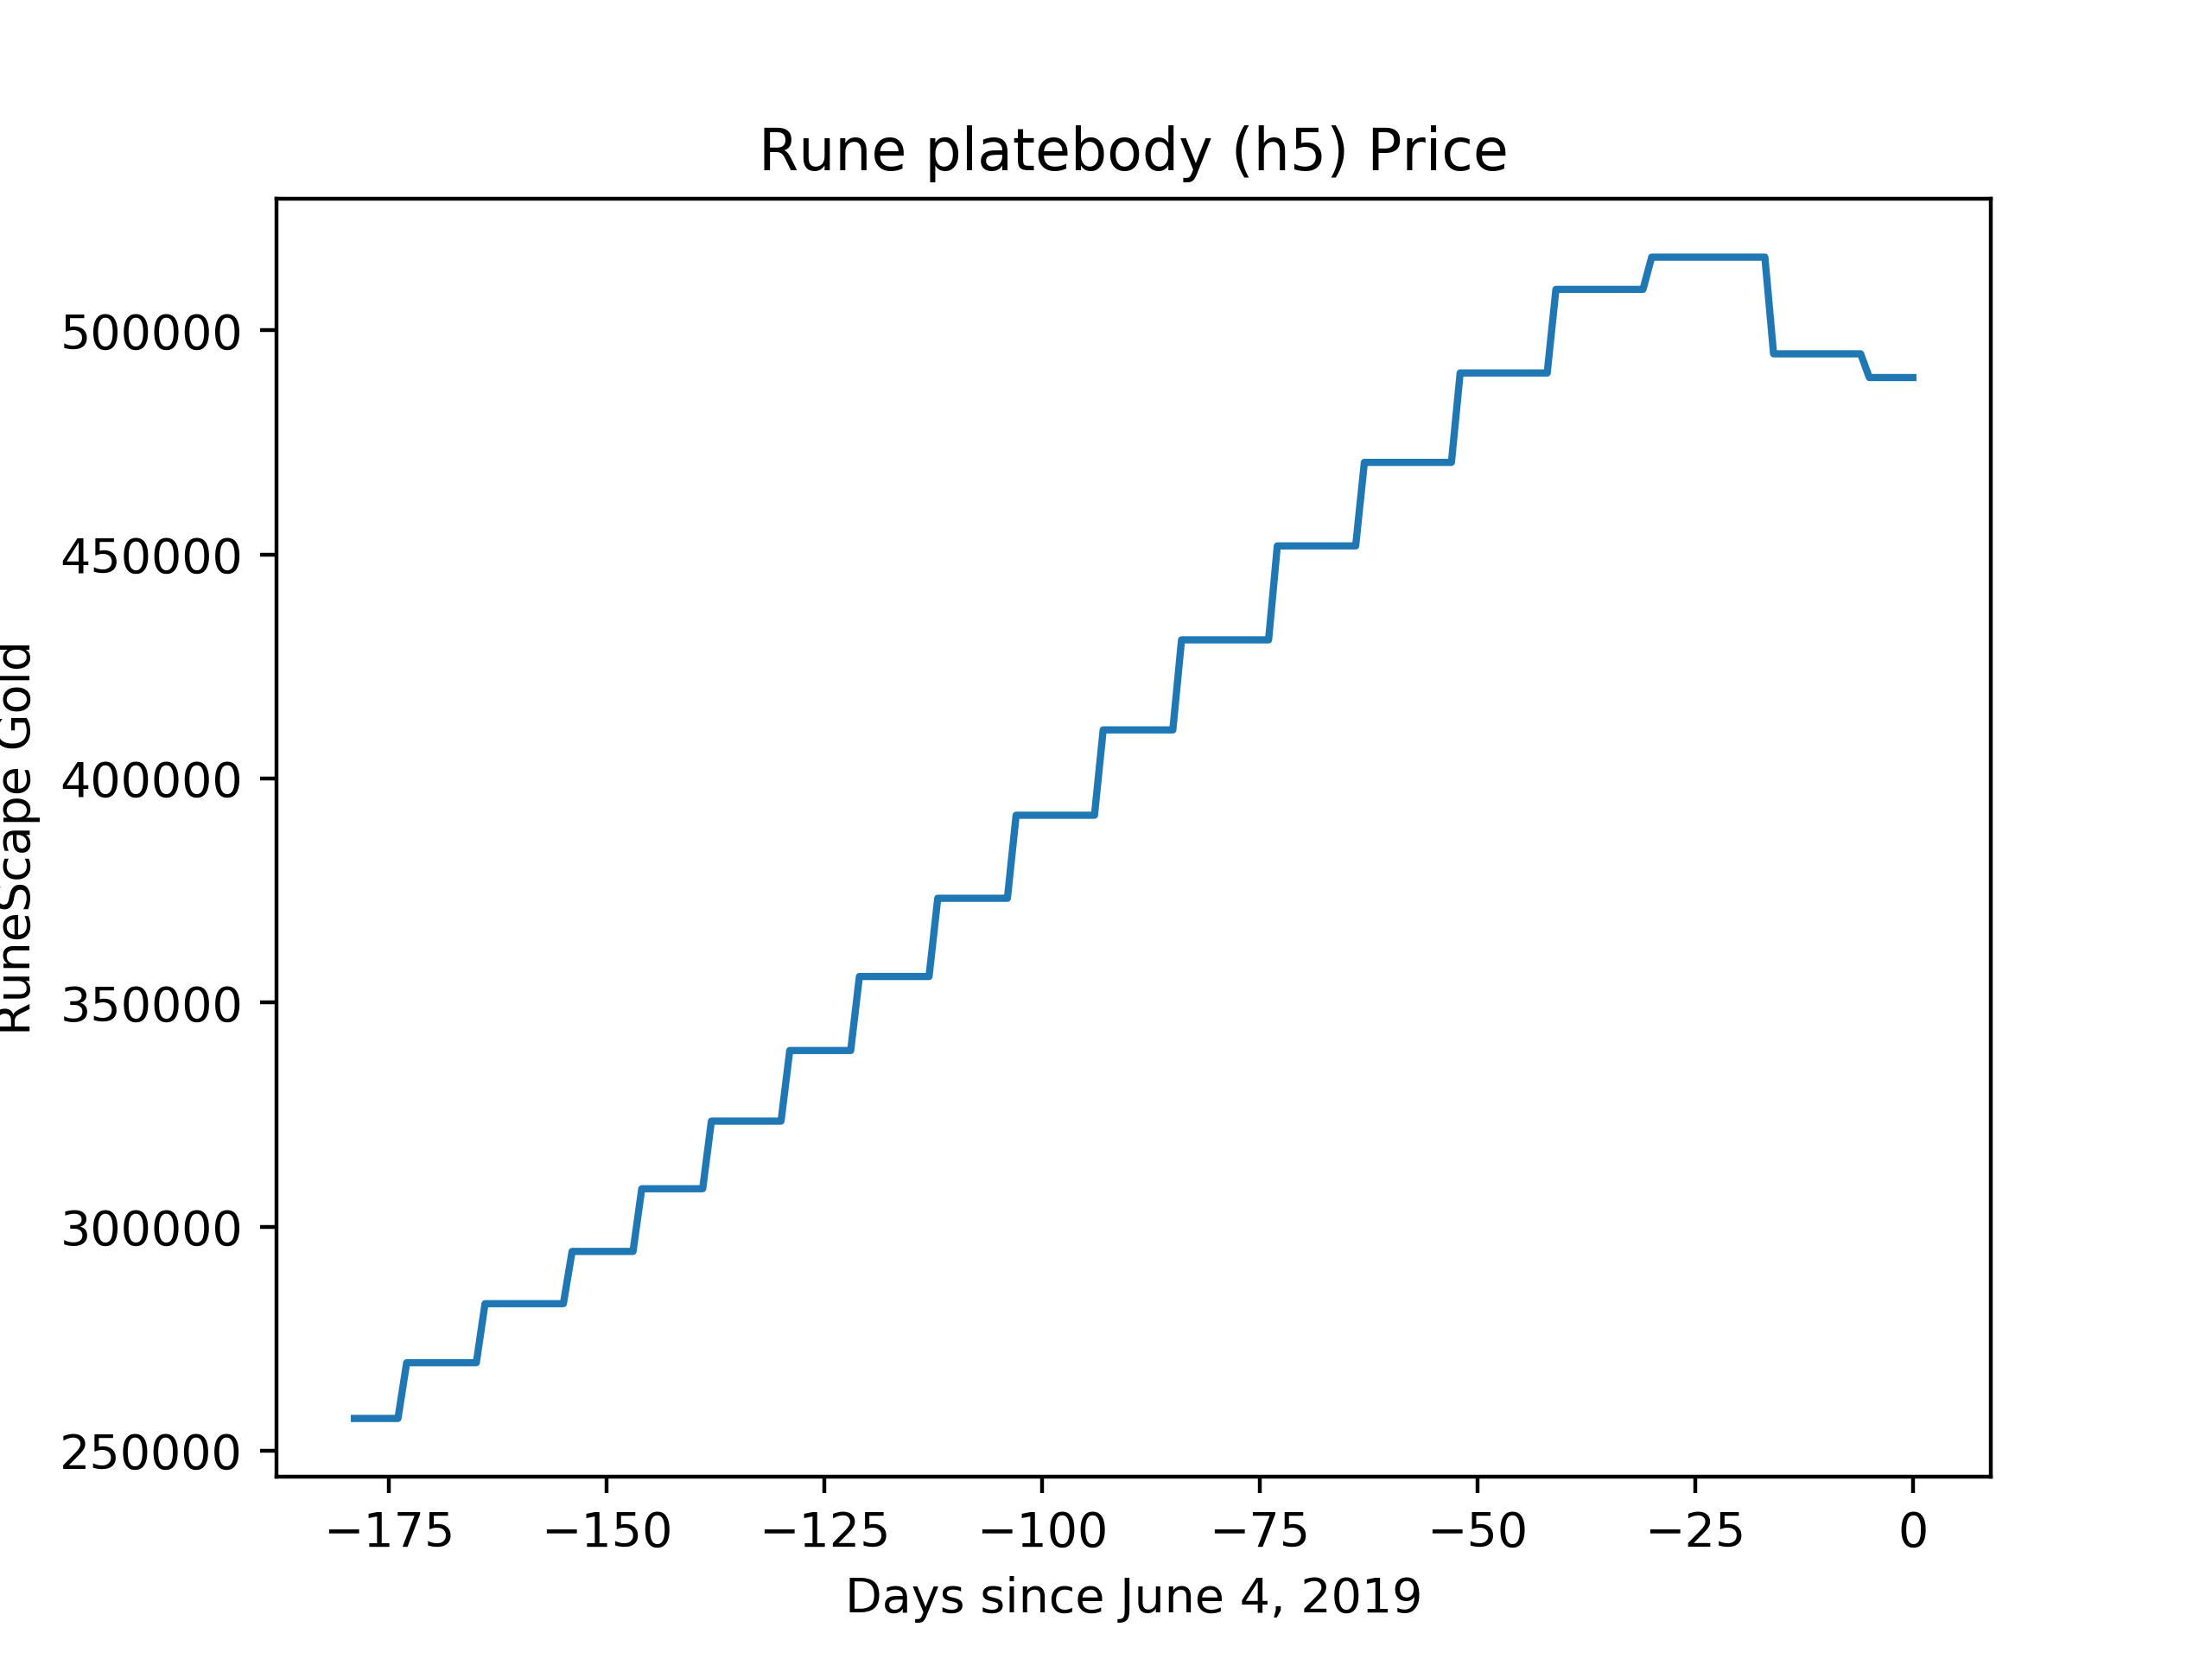 Rune platebody (h5) Price
RuneScape Gold
500000
450000
400000
350000
300000
250000
−175 −150 −125 −100 −75 −50 −25 0
Days since June 4, 2019